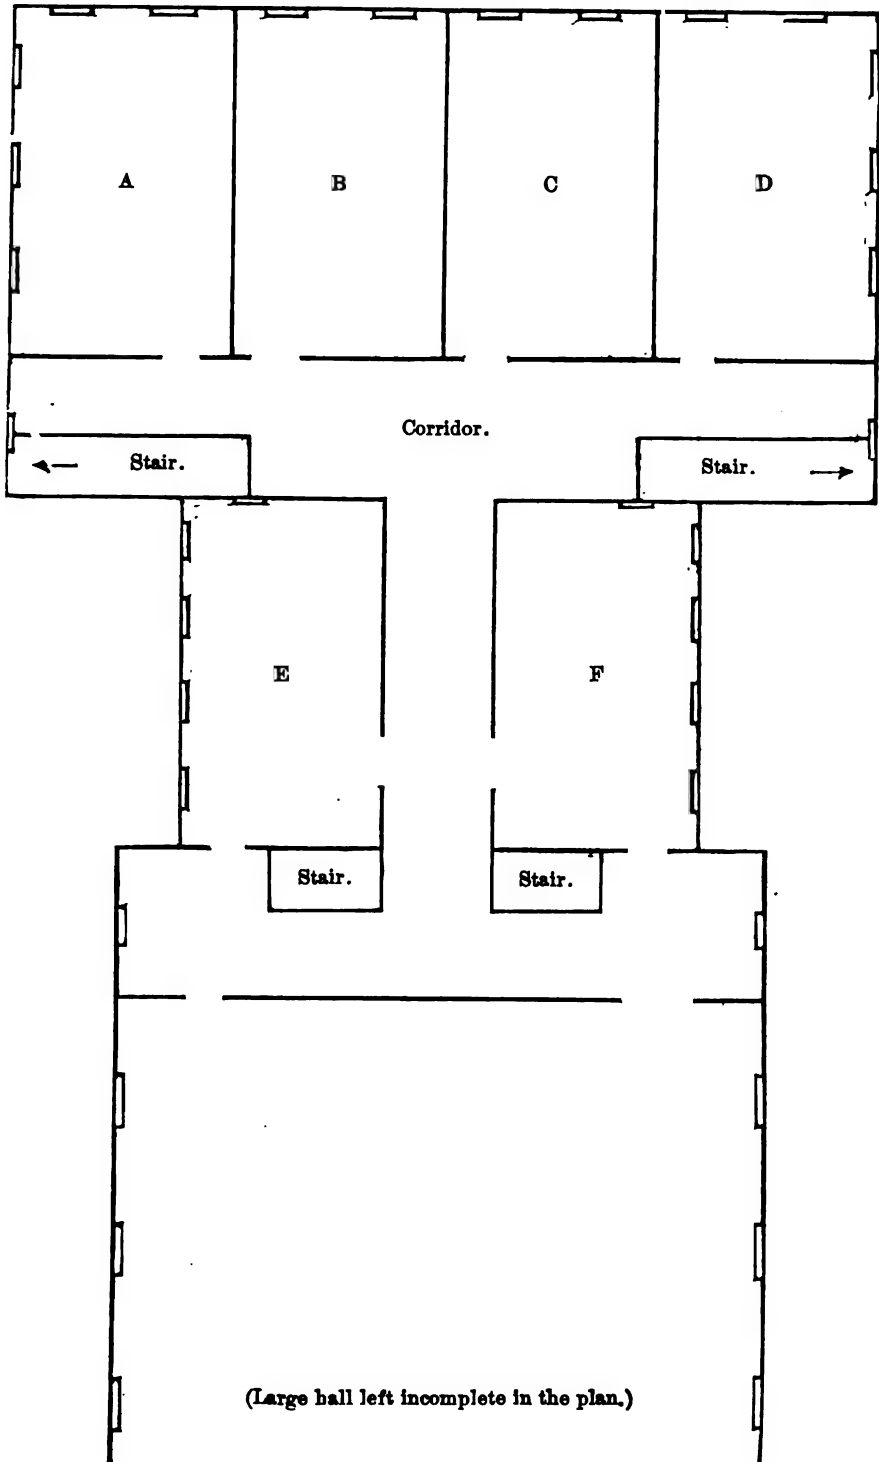 A
B
C
D
Corridor.
Stair.
Stair.
E
F
Stair.
Stair.
(Large hall left incomplete in the plan.)